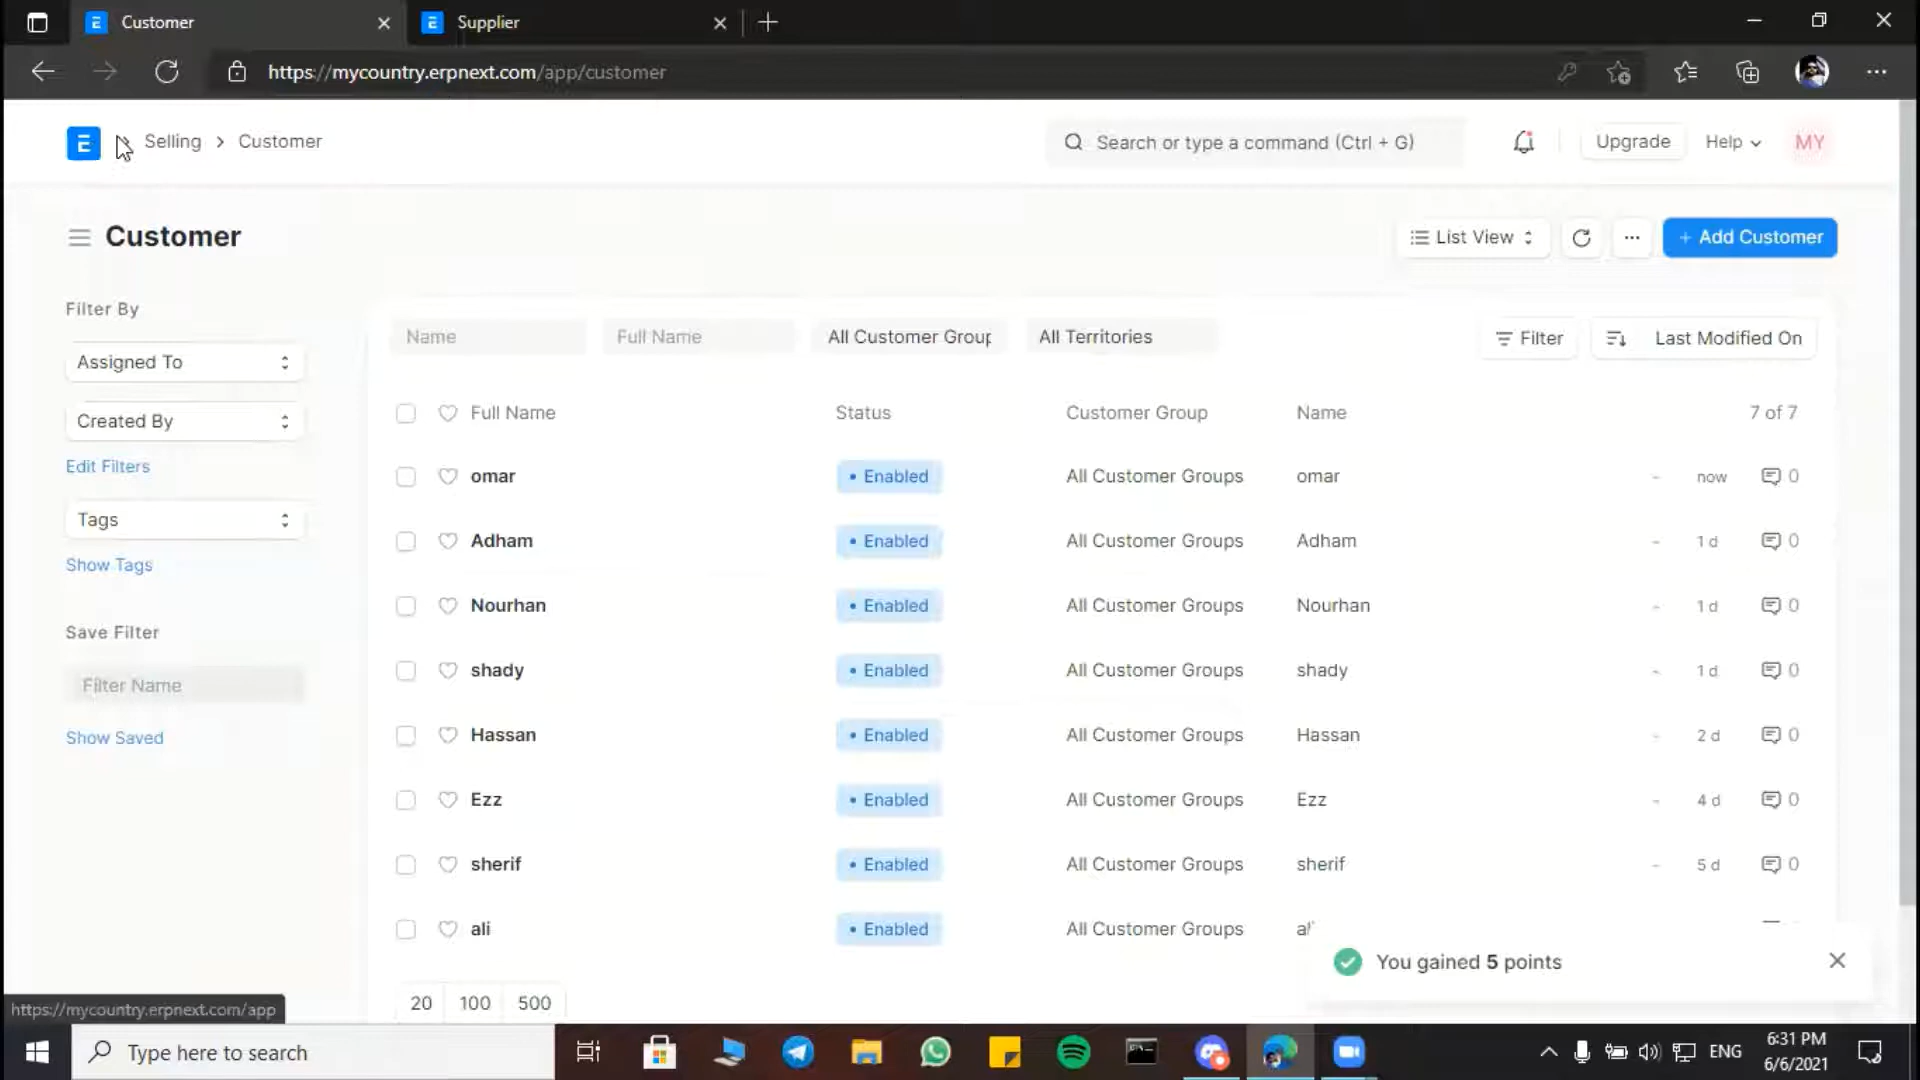 Customer
Supplier
https://mycountry.erpnext.com/app/customer
E
Selling > Customer
Search or type a command (Ctrl + G)
Upgrade
Help
MY
Customer
List View
+ Add Customer
Filter By
Assigned To
Created By
Edit Filters
Tags
Show Tags
Save Filter
Filter Name
Show Saved
Name
Full Name
All Customer Group
All Territories
Filter
Last Modified On
Full Name Status Customer Group Name 7 of 7
omar • Enabled All Customer Groups omar - now 0
Adham • Enabled All Customer Groups Adham - 1 d 0
Nourhan • Enabled All Customer Groups Nourhan - 1 d 0
shady • Enabled All Customer Groups shady - 1 d 0
Hassan • Enabled All Customer Groups Hassan - 2 d 0
Ezz • Enabled All Customer Groups Ezz - 4 d 0
sherif • Enabled All Customer Groups sherif - 5 d 0
ali • Enabled All Customer Groups
You gained 5 points
20 100 500
https://mycountry.erpnext.com/app
Type here to search
ENG
6:31 PM
6/6/2021